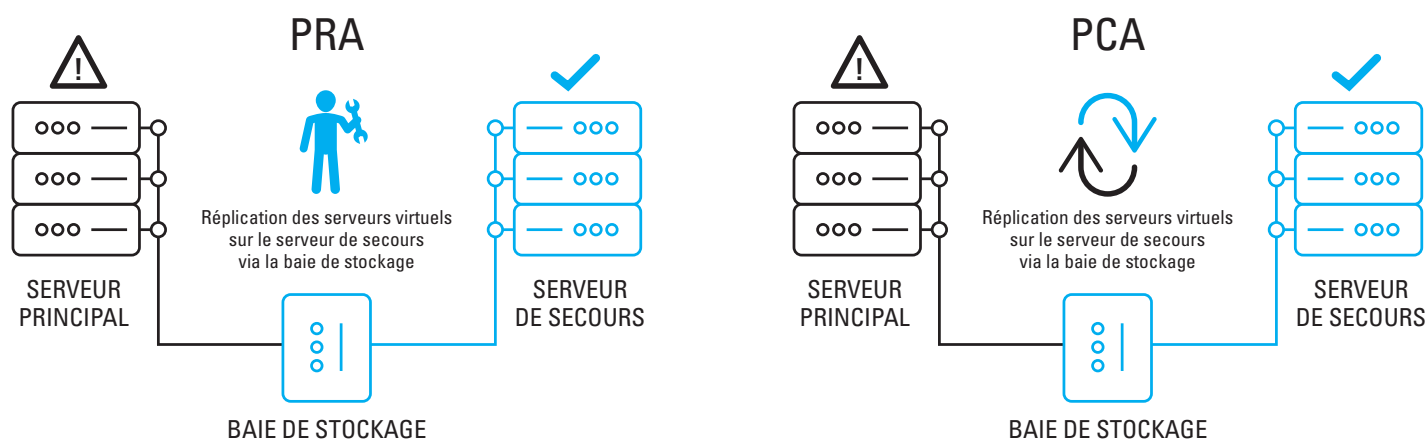 PRA
!
Réplication des serveurs virtuels
sur le serveur de secours
via la baie de stockage
SERVEUR
PRINCIPAL
SERVEUR
DE SECOURS
BAIE DE STOCKAGE
PCA
!
Réplication des serveurs virtuels
sur le serveur de secours
via la baie de stockage
SERVEUR
PRINCIPAL
SERVEUR
DE SECOURS
BAIE DE STOCKAGE